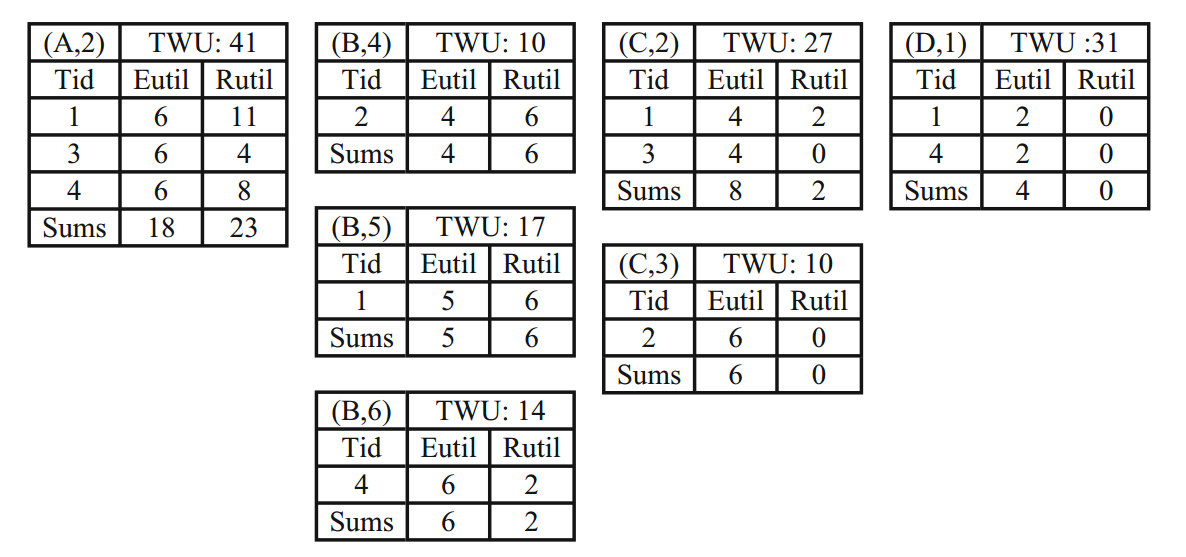 (A,2) TWU: 41
Tid Eutil Rutil
1 6 11
3 6 4
4 6 8
Sums 18 23
(B,4) TWU: 10
Tid Eutil Rutil
2 4 6
Sums 4 6
(B,5) TWU: 17
Tid Eutil Rutil
1 5 6
Sums 5 6
(B,6) TWU: 14
Tid Eutil Rutil
4 6 2
Sums 6 2
(C,2) TWU: 27
Tid Eutil Rutil
1 4 2
3 4 0
Sums 8 2
(C,3) TWU: 10
Tid Eutil Rutil
2 6 0
Sums 6 0
(D,1) TWU :31
Tid Eutil Rutil
1 2 0
4 2 0
Sums 4 0